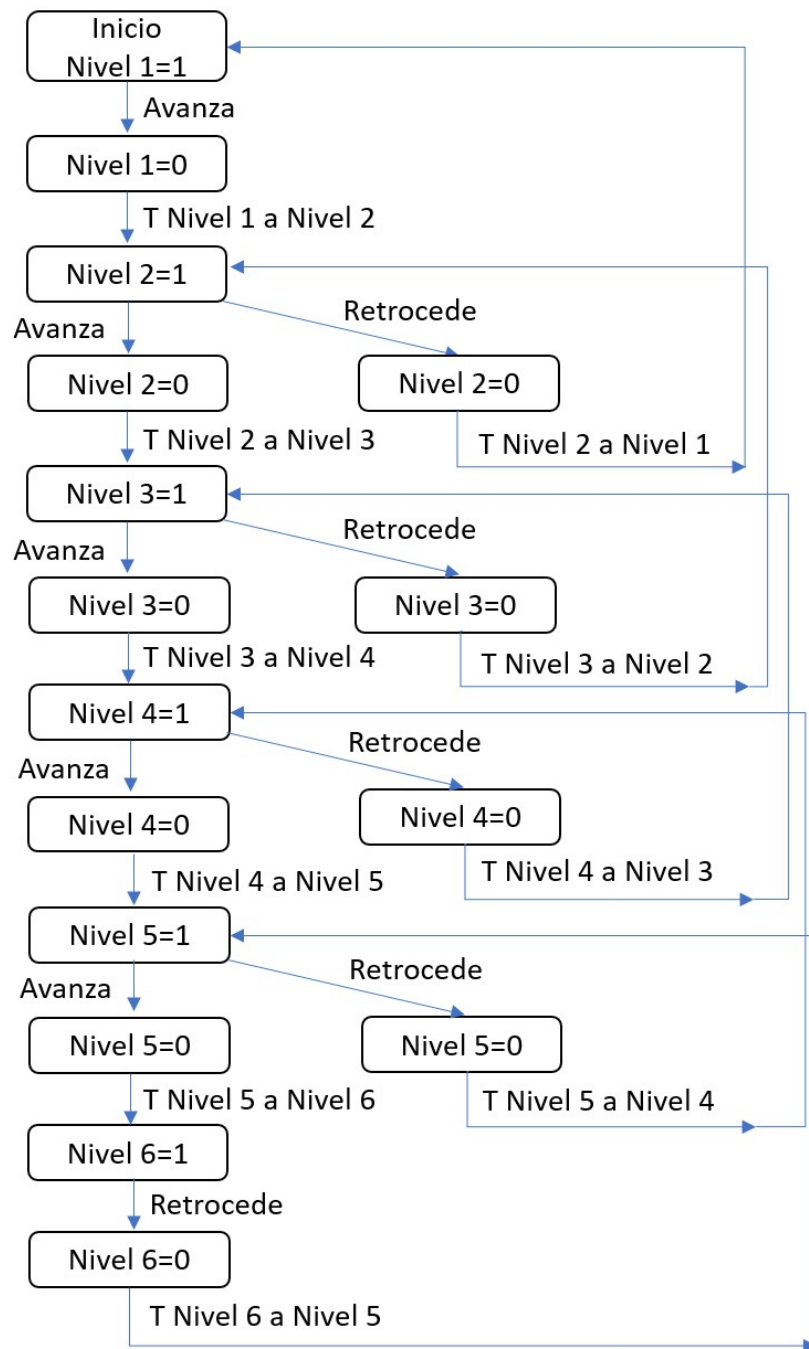 Inicio
Nivel 1=1
Avanza
Nivel 1=0
T Nivel 1 a Nivel 2
Nivel 2=1
Retrocede
Avanza
Nivel 2=0
Nivel 2=0
T Nivel 2 a Nivel 3
T Nivel 2 a Nivel 1
Nivel 3=1
Retrocede
Avanza
Nivel 3=0
Nivel 3=0
T Nivel 3 a Nivel 4
T Nivel 3 a Nivel 2
Nivel 4=1
Retrocede
Avanza
Nivel 4=0
Nivel 4=0
T Nivel 4 a Nivel 5
T Nivel 4 a Nivel 3
Nivel 5=1
Retrocede
Avanza
Nivel 5=0
Nivel 5=0
T Nivel 5 a Nivel 6
T Nivel 5 a Nivel 4
Nivel 6=1
Retrocede
Nivel 6=0
T Nivel 6 a Nivel 5